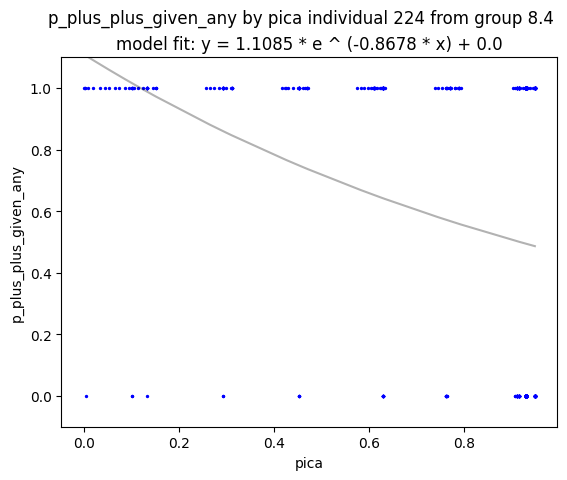 p_plus_plus_given_any by pica individual 224 from group 8.4
model fit: y = 1.1085 * e ^ (-0.8678 * x) + 0.0
1.0
0.8
0.6
0.4
0.2
0.0
p_plus_plus_given_any
0.0 0.2 0.4 0.6 0.8
pica